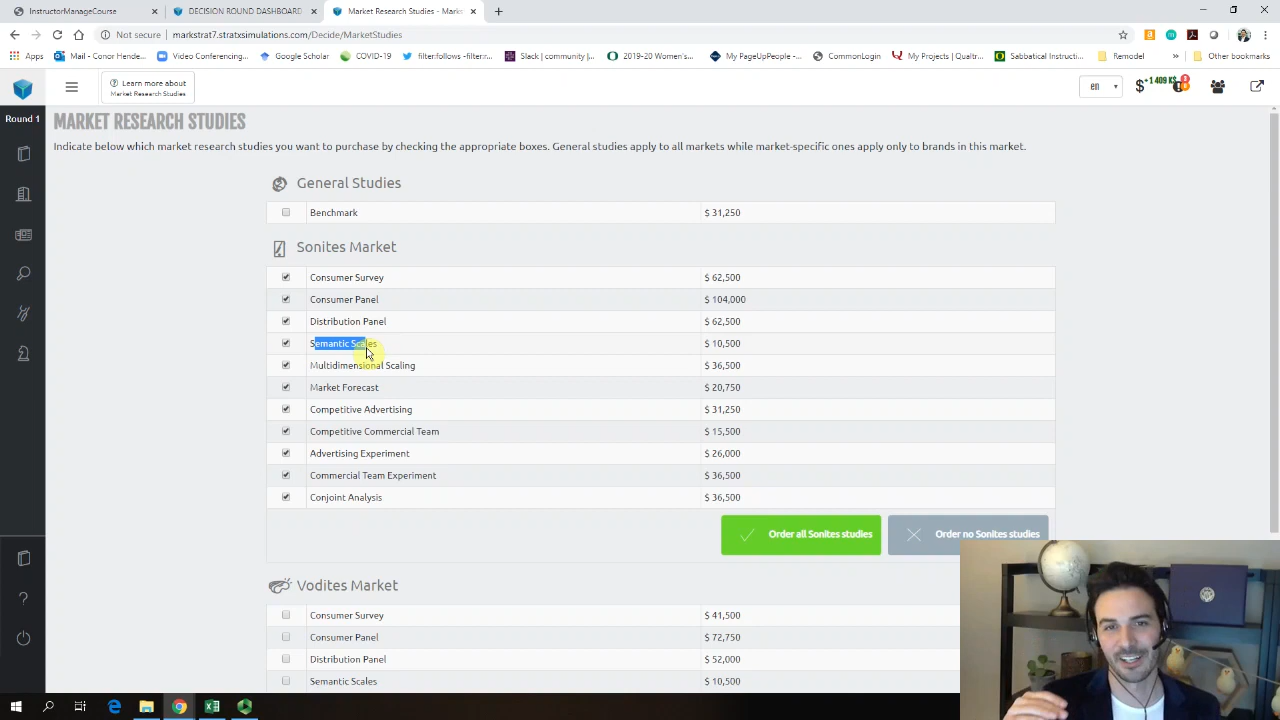 InstructorManageCourse
DECISION ROUND DASHBOARD
Market Research Studies - Marks
Not secure | markstrat7.stratxsimulations.com/Decide/MarketStudies
Apps
Mail - Conor Hende...
Video Conferencing...
Google Scholar
COVID-19
filter:follows -filter:r...
Slack | community |...
2019-20 Women's...
My PageUpPeople -...
CommonLogin
My Projects | Qualtr...
Sabbatical Instructi...
Remodel
»
Other bookmarks
Learn more about
Market Research Studies
en
$ + 1 409 K$
Round 1
MARKET RESEARCH STUDIES
Indicate below which market research studies you want to purchase by checking the appropriate boxes. General studies apply to all markets while market-specific ones apply only to brands in this market.
General Studies
Benchmark $ 31,250
Sonites Market
Consumer Survey $ 62,500
Consumer Panel $ 104,000
Distribution Panel $ 62,500
Semantic Scales $ 10,500
Multidimensional Scaling $ 36,500
Market Forecast $ 20,750
Competitive Advertising $ 31,250
Competitive Commercial Team $ 15,500
Advertising Experiment $ 26,000
Commercial Team Experiment $ 36,500
Conjoint Analysis $ 36,500
Order all Sonites studies
Order no Sonites studies
Vodites Market
Consumer Survey $ 41,500
Consumer Panel $ 72,750
Distribution Panel $ 52,000
Semantic Scales $ 10,500